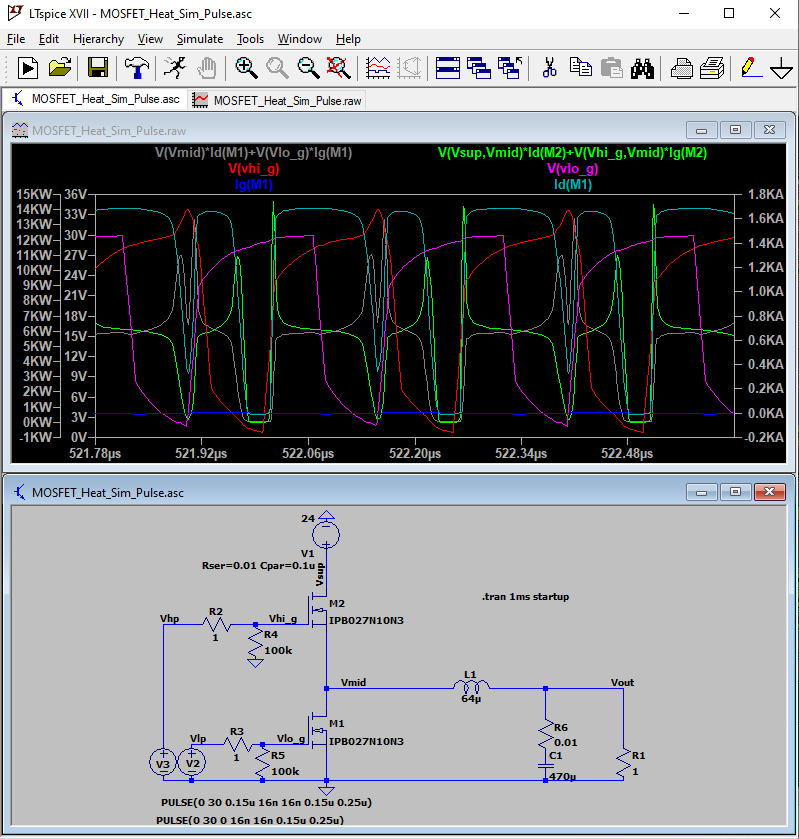 LTspice XVII - MOSFET_Heat_Sim_Pulse.asc
File Edit Hierarchy View Simulate Tools Window Help
MOSFET_Heat_Sim_Pulse.asc MOSFET_Heat_Sim_Pulse.raw
MOSFET_Heat_Sim_Pulse.raw
V(Vmid)*Id(M1)+V(Vlo_g)*Ig(M1) V(Vsup,Vmid)*Id(M2)+V(Vhi_g,Vmid)*Ig(M2)
V(vhi_g) V(vlo_g)
Ig(M1) Id(M1)
15KW 36V 1.8KA
14KW 33V 1.6KA
13KW
12KW 30V 1.4KA
11KW 27V
10KW 24V 1.2KA
9KW
8KW 21V 1.0KA
7KW 18V 0.8KA
6KW
5KW 15V 0.6KA
4KW 12V
3KW 9V 0.4KA
2KW
1KW 6V 0.2KA
0KW 3V 0.0KA
-1KW 0V -0.2KA
521.78µs 521.92µs 522.06µs 522.20µs 522.34µs 522.48µs
MOSFET_Heat_Sim_Pulse.asc
24
V1
Rser=0.01 Cpar=0.1u
Vsup
.tran 1ms startup
M2
IPB027N10N3
Vhp
R2
1
Vhi_g
R4
100k
Vmid
L1
64µ
Vout
M1
IPB027N10N3
Vlp
R3
1
Vlo_g
R5
100k
V3
V2
R6
0.01
C1
470µ
R1
1
PULSE(0 30 0.15u 16n 16n 0.15u 0.25u)
PULSE(0 30 0 16n 16n 0.15u 0.25u)